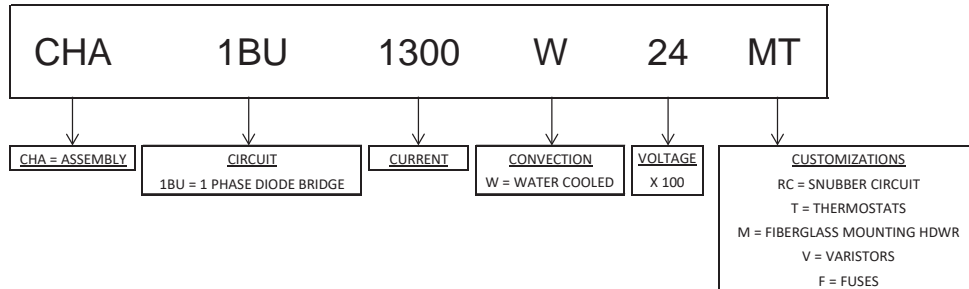 CHA 1BU 1300 W 24 MT
CHA = ASSEMBLY
CIRCUIT
1BU = 1 PHASE DIODE BRIDGE
CURRENT
CONVECTION
W = WATER COOLED
VOLTAGE
X 100
CUSTOMIZATIONS
RC = SNUBBER CIRCUIT
T = THERMOSTATS
M = FIBERGLASS MOUNTING HDWR
V = VARISTORS
F = FUSES